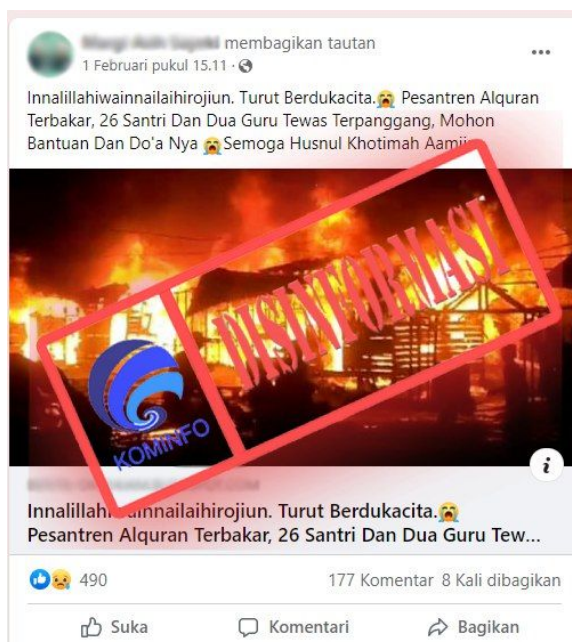 membagikan tautan
1 Februari pukul 15.11 ·
Innalillahiwainnailaihirojiun. Turut Berdukacita.😭 Pesantren Alquran
Terbakar, 26 Santri Dan Dua Guru Tewas Terpanggang, Mohon
Bantuan Dan Do'a Nya 😭Semoga Husnul Khotimah
DISINFORMASI
KOMINFO
Turut Berdukacita.😭
Pesantren Alquran Terbakar, 26 Santri Dan Dua Guru Tew...
490
177 Komentar 8 Kali dibagikan
Suka
Komentari
Bagikan